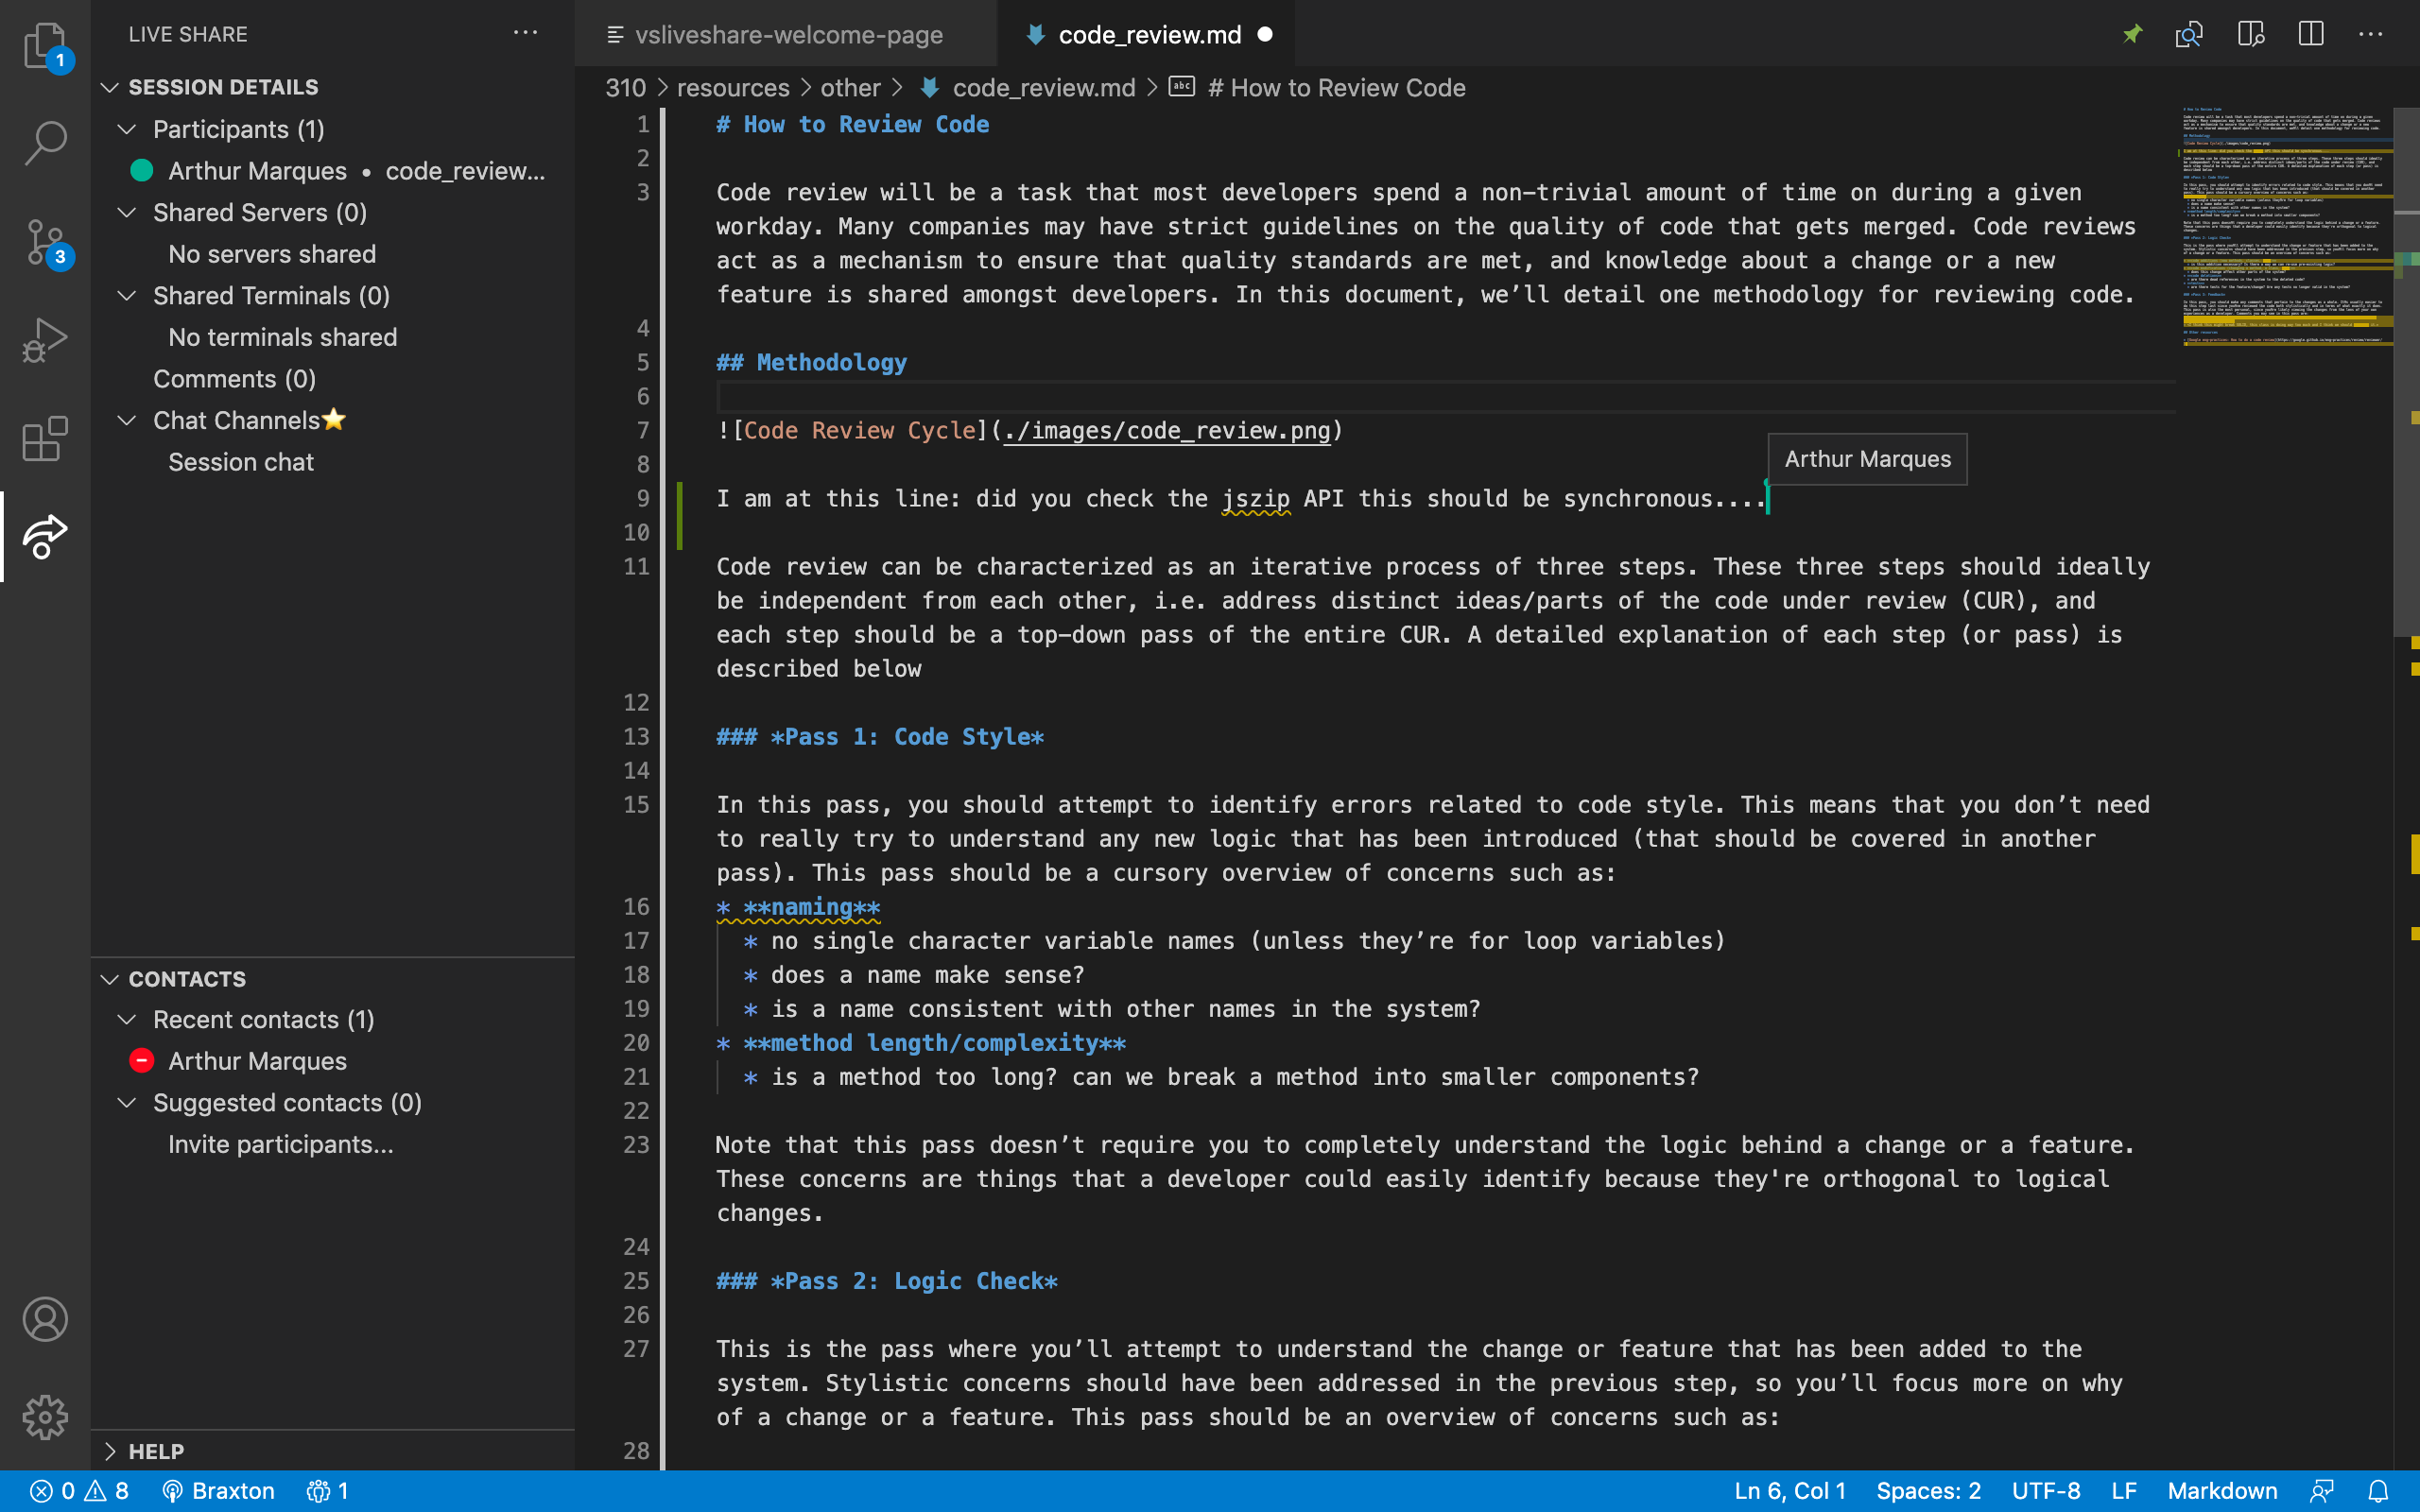 LIVE SHARE
SESSION DETAILS
Participants (1)
Arthur Marques • code_review...
Shared Servers (0)
No servers shared
Shared Terminals (0)
No terminals shared
Comments (0)
Chat Channels⭐
Session chat
CONTACTS
Recent contacts (1)
Arthur Marques
Suggested contacts (0)
Invite participants...
HELP
1
3
vsliveshare-welcome-page
code_review.md
310 > resources > other > code_review.md > abc # How to Review Code
1 # How to Review Code
2
3 Code review will be a task that most developers spend a non-trivial amount of time on during a given
workday. Many companies may have strict guidelines on the quality of code that gets merged. Code reviews
act as a mechanism to ensure that quality standards are met, and knowledge about a change or a new
feature is shared amongst developers. In this document, we’ll detail one methodology for reviewing code.
4
5 ## Methodology
6
7 ![Code Review Cycle](./images/code_review.png)
Arthur Marques
8
9 I am at this line: did you check the jszip API this should be synchronous....
10
11 Code review can be characterized as an iterative process of three steps. These three steps should ideally
be independent from each other, i.e. address distinct ideas/parts of the code under review (CUR), and
each step should be a top-down pass of the entire CUR. A detailed explanation of each step (or pass) is
described below
12
13 ### *Pass 1: Code Style*
14
15 In this pass, you should attempt to identify errors related to code style. This means that you don’t need
to really try to understand any new logic that has been introduced (that should be covered in another
pass). This pass should be a cursory overview of concerns such as:
16 * **naming**
17 * no single character variable names (unless they’re for loop variables)
18 * does a name make sense?
19 * is a name consistent with other names in the system?
20 * **method length/complexity**
21 * is a method too long? can we break a method into smaller components?
22
23 Note that this pass doesn’t require you to completely understand the logic behind a change or a feature.
These concerns are things that a developer could easily identify because they're orthogonal to logical
changes.
24
25 ### *Pass 2: Logic Check*
26
27 This is the pass where you’ll attempt to understand the change or feature that has been added to the
system. Stylistic concerns should have been addressed in the previous step, so you’ll focus more on why
of a change or a feature. This pass should be an overview of concerns such as:
28
0 8 Braxton 1
Ln 6, Col 1 Spaces: 2 UTF-8 LF Markdown